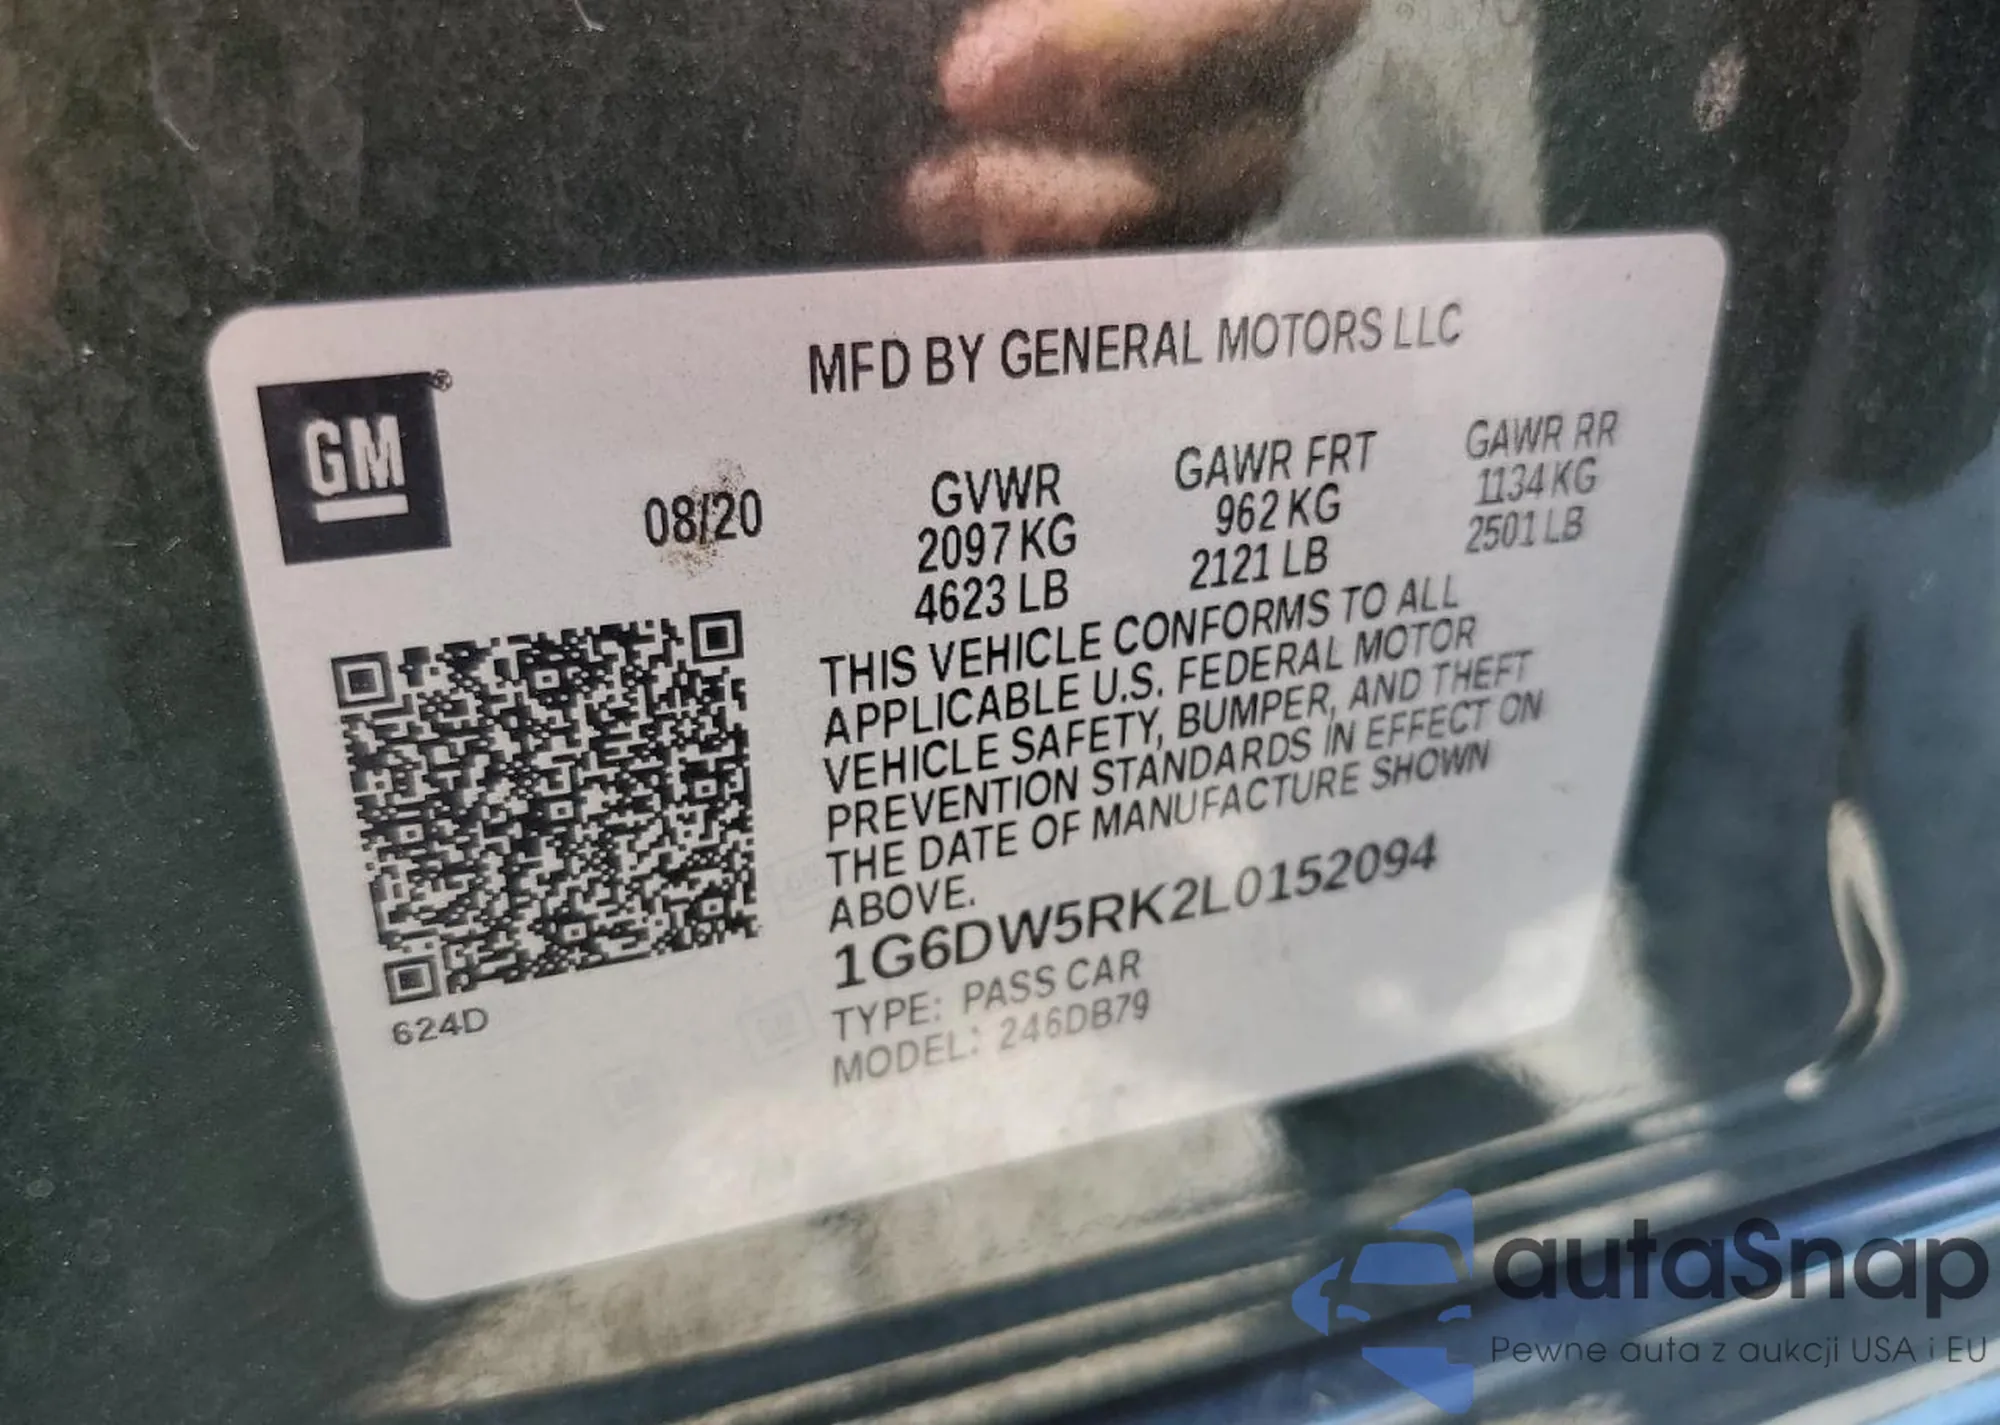 MFD BY GENERAL MOTORS LLC
GM®
08/20
GVWR
2097 KG
4623 LB
GAWR FRT
962 KG
2121 LB
GAWR RR
1134 KG
2501 LB
THIS VEHICLE CONFORMS TO ALL
APPLICABLE U.S. FEDERAL MOTOR
VEHICLE SAFETY, BUMPER, AND THEFT
PREVENTION STANDARDS IN EFFECT ON
THE DATE OF MANUFACTURE SHOWN
ABOVE.
1G6DW5RK2L0152094
TYPE: PASS CAR
MODEL: 246DB79
624D
autaSnap
Pewne auta z aukcji USA i EU